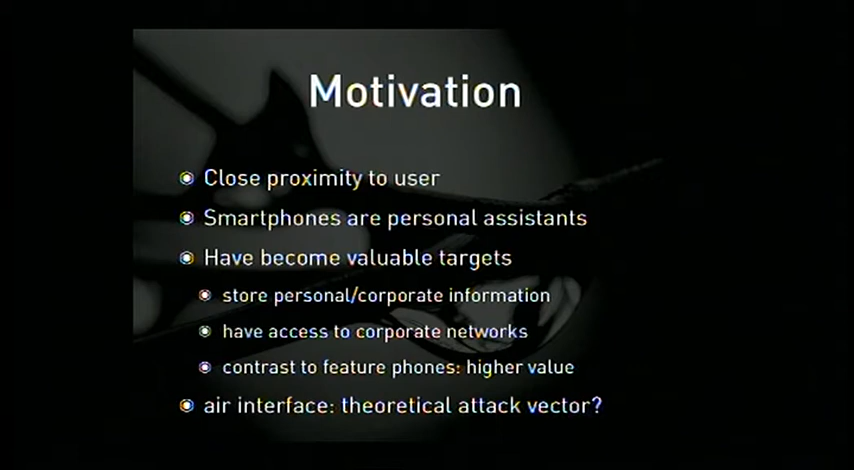 Motivation
Close proximity to user
Smartphones are personal assistants
Have become valuable targets
store personal/corporate information
have access to corporate networks
contrast to feature phones: higher value
air interface: theoretical attack vector?